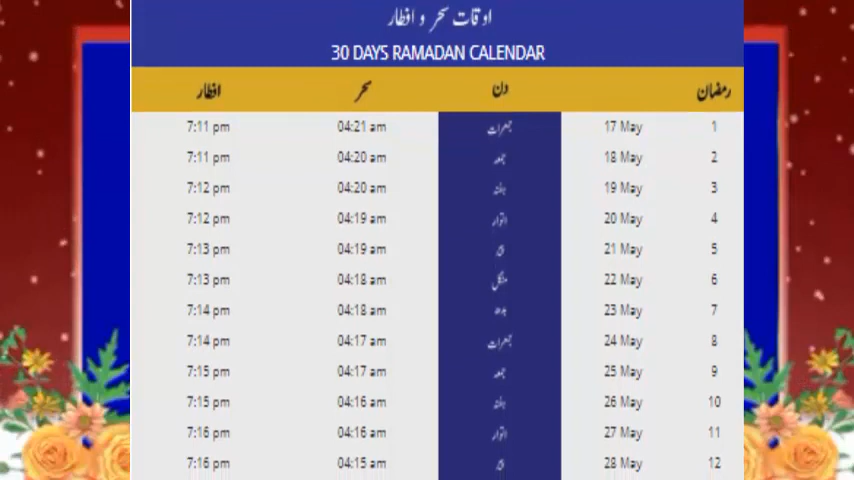 اوقات سحر و افطار
30 DAYS RAMADAN CALENDAR
رمضان دن سحر افطار
1 17 May جمعرات 04:21 am 7:11 pm
2 18 May جمعہ 04:20 am 7:11 pm
3 19 May ہفتہ 04:20 am 7:12 pm
4 20 May اتوار 04:19 am 7:12 pm
5 21 May پیر 04:19 am 7:13 pm
6 22 May منگل 04:18 am 7:13 pm
7 23 May بدھ 04:18 am 7:14 pm
8 24 May جمعرات 04:17 am 7:14 pm
9 25 May جمعہ 04:17 am 7:15 pm
10 26 May ہفتہ 04:16 am 7:15 pm
11 27 May اتوار 04:16 am 7:16 pm
12 28 May پیر 04:15 am 7:16 pm